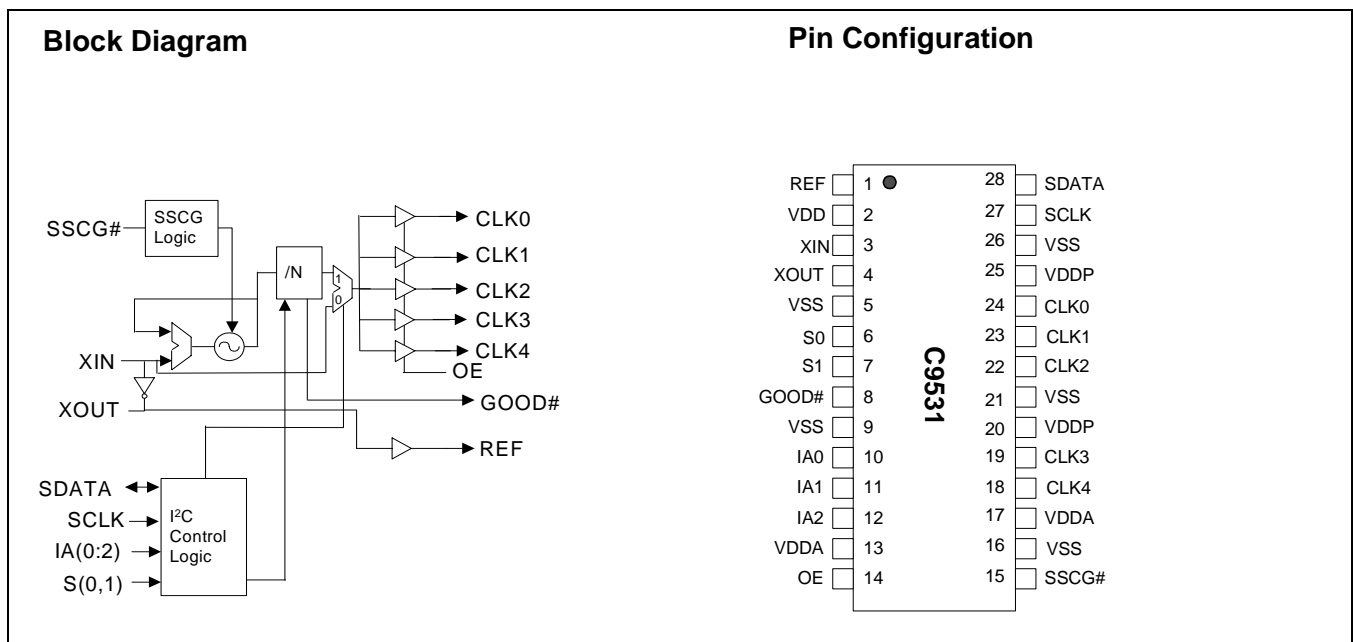 Block Diagram
SSCG#
SSCG
Logic
/N
1
0
CLK0
CLK1
CLK2
CLK3
CLK4
OE
XIN
XOUT
GOOD#
REF
SDATA
SCLK
IA(0:2)
S(0,1)
I²C
Control
Logic
Pin Configuration
REF 1 28 SDATA
VDD 2 27 SCLK
XIN 3 26 VSS
XOUT 4 25 VDDP
VSS 5 24 CLK0
S0 6 23 CLK1
S1 7 22 CLK2
GOOD# 8 21 VSS
VSS 9 20 VDDP
IA0 10 19 CLK3
IA1 11 18 CLK4
IA2 12 17 VDDA
VDDA 13 16 VSS
OE 14 15 SSCG#
C9531